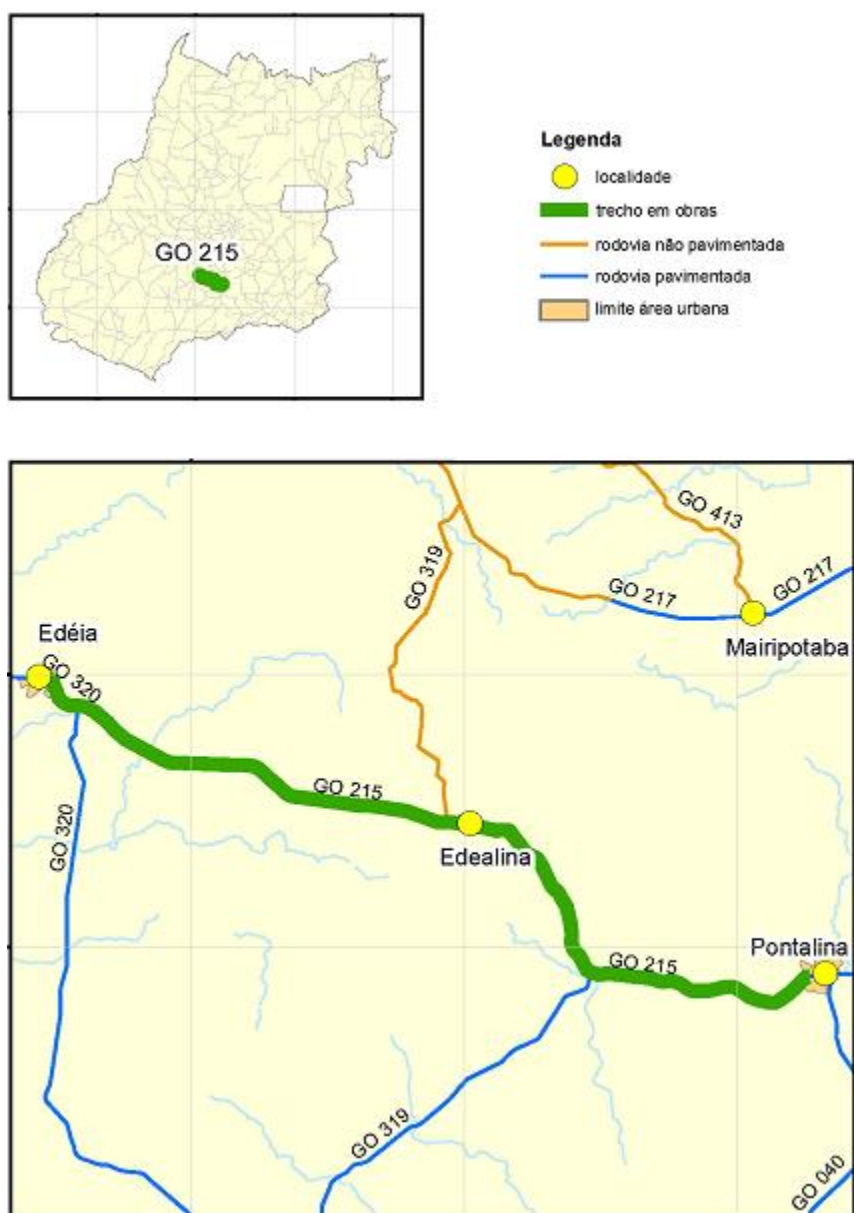 GO 215
Legenda
localidade
trecho em obras
rodovia não pavimentada
rodovia pavimentada
limite área urbana
GO 413
GO 319
GO 217
GO 217
Mairipotaba
Edéia
GO 320
GO 215
GO 320
Edealina
Pontalina
GO 215
GO 319
GO 040